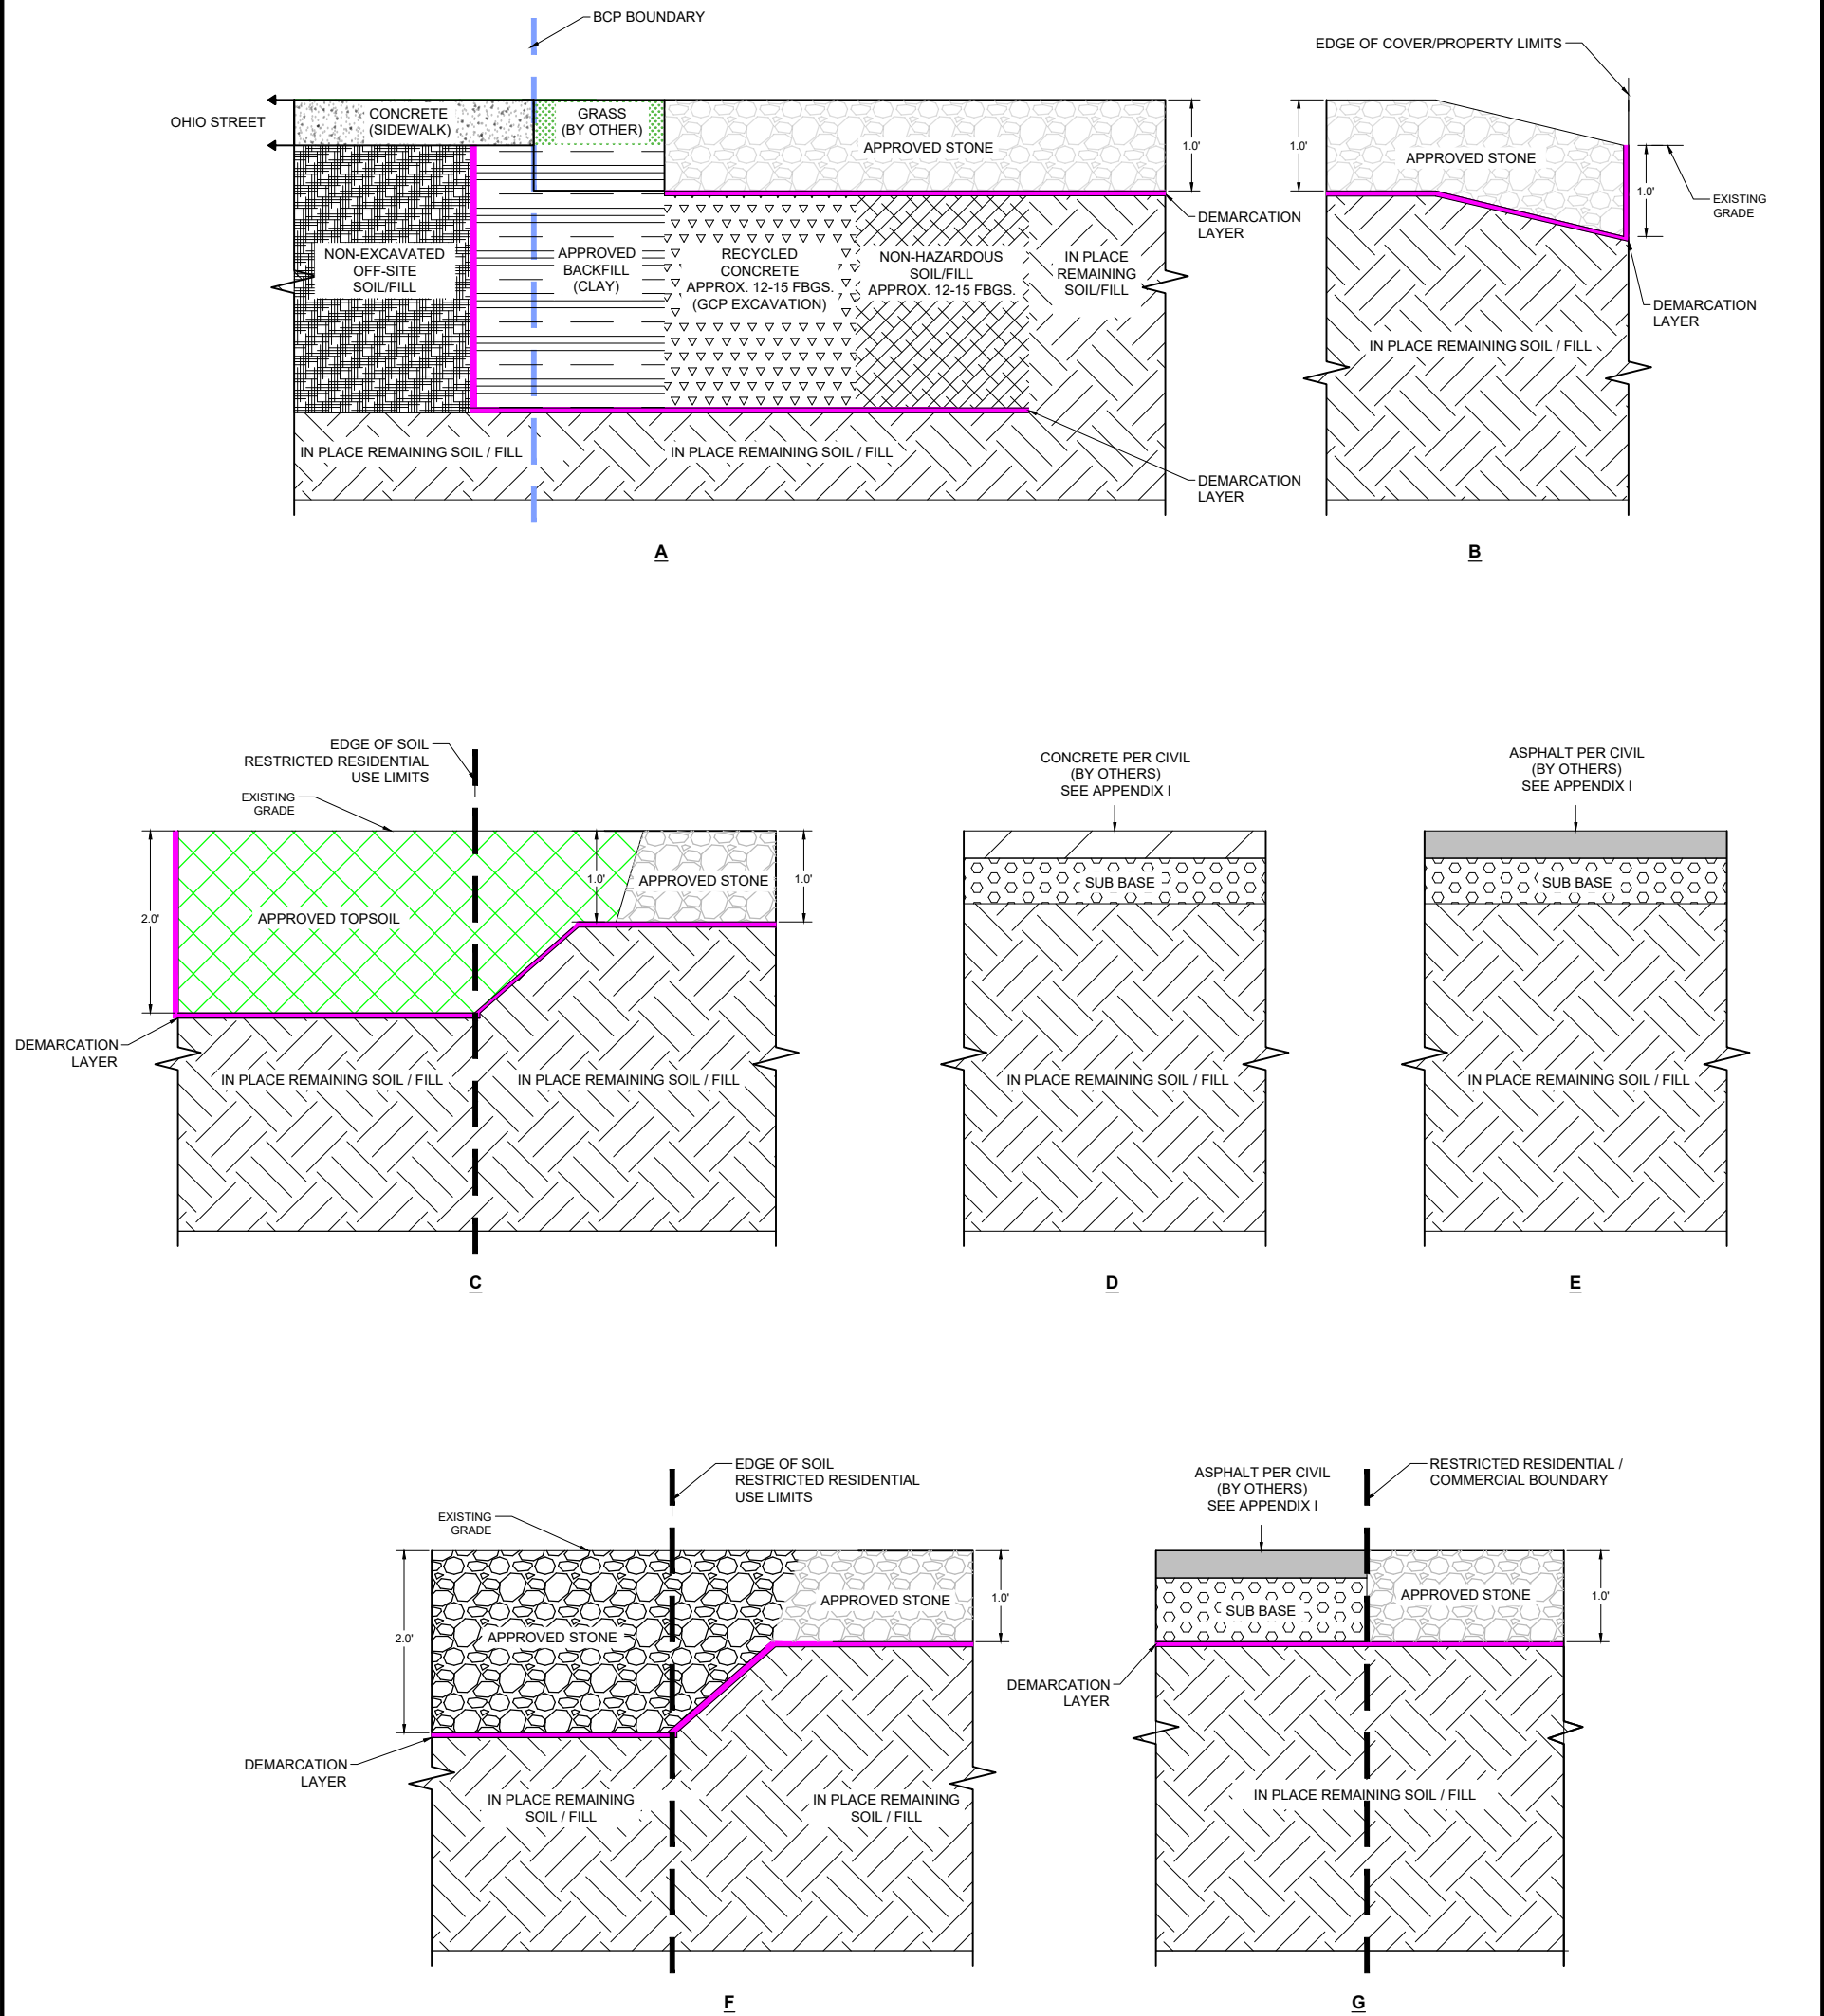 BCP BOUNDARY
OHIO STREET
CONCRETE
(SIDEWALK)
GRASS
(BY OTHER)
APPROVED STONE
1.0'
DEMARCATION
LAYER
NON-EXCAVATED
OFF-SITE
SOIL/FILL
APPROVED
BACKFILL
(CLAY)
RECYCLED
CONCRETE
APPROX. 12-15 FBGS.
(GCP EXCAVATION)
NON-HAZARDOUS
SOIL/FILL
APPROX. 12-15 FBGS.
IN PLACE
REMAINING
SOIL/FILL
IN PLACE REMAINING SOIL / FILL
IN PLACE REMAINING SOIL / FILL
DEMARCATION
LAYER
A
EDGE OF COVER/PROPERTY LIMITS
1.0'
APPROVED STONE
1.0'
EXISTING
GRADE
DEMARCATION
LAYER
IN PLACE REMAINING SOIL / FILL
B
EDGE OF SOIL
RESTRICTED RESIDENTIAL
USE LIMITS
EXISTING
GRADE
2.0'
APPROVED TOPSOIL
1.0'
APPROVED STONE
1.0'
DEMARCATION
LAYER
IN PLACE REMAINING SOIL / FILL
IN PLACE REMAINING SOIL / FILL
C
CONCRETE PER CIVIL
(BY OTHERS)
SEE APPENDIX I
SUB BASE
IN PLACE REMAINING SOIL / FILL
D
ASPHALT PER CIVIL
(BY OTHERS)
SEE APPENDIX I
SUB BASE
IN PLACE REMAINING SOIL / FILL
E
EDGE OF SOIL
RESTRICTED RESIDENTIAL
USE LIMITS
EXISTING
GRADE
2.0'
APPROVED STONE
APPROVED STONE
1.0'
DEMARCATION
LAYER
IN PLACE REMAINING
SOIL / FILL
IN PLACE REMAINING
SOIL / FILL
F
ASPHALT PER CIVIL
(BY OTHERS)
SEE APPENDIX I
RESTRICTED RESIDENTIAL /
COMMERCIAL BOUNDARY
SUB BASE
APPROVED STONE
1.0'
DEMARCATION
LAYER
IN PLACE REMAINING SOIL / FILL
G